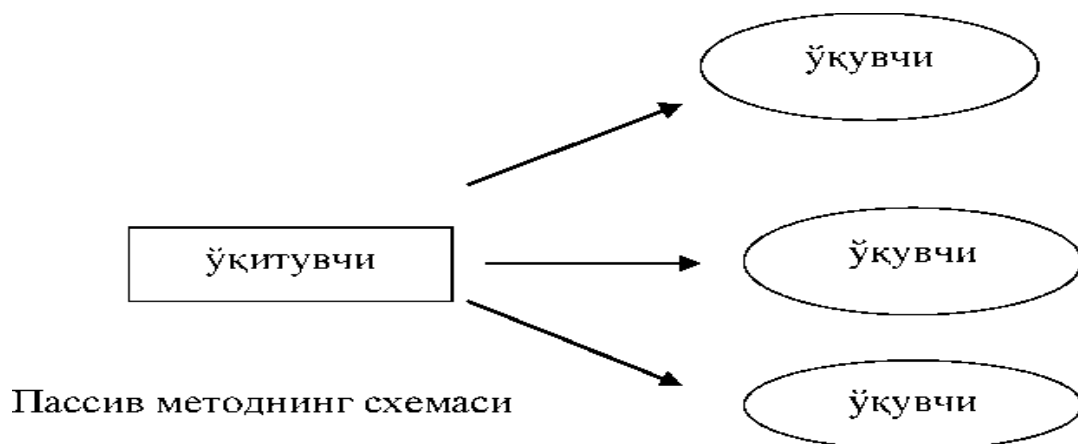 ўқувчи
ўқитувчи
ўқувчи
Пассив методнинг схемаси
ўқувчи